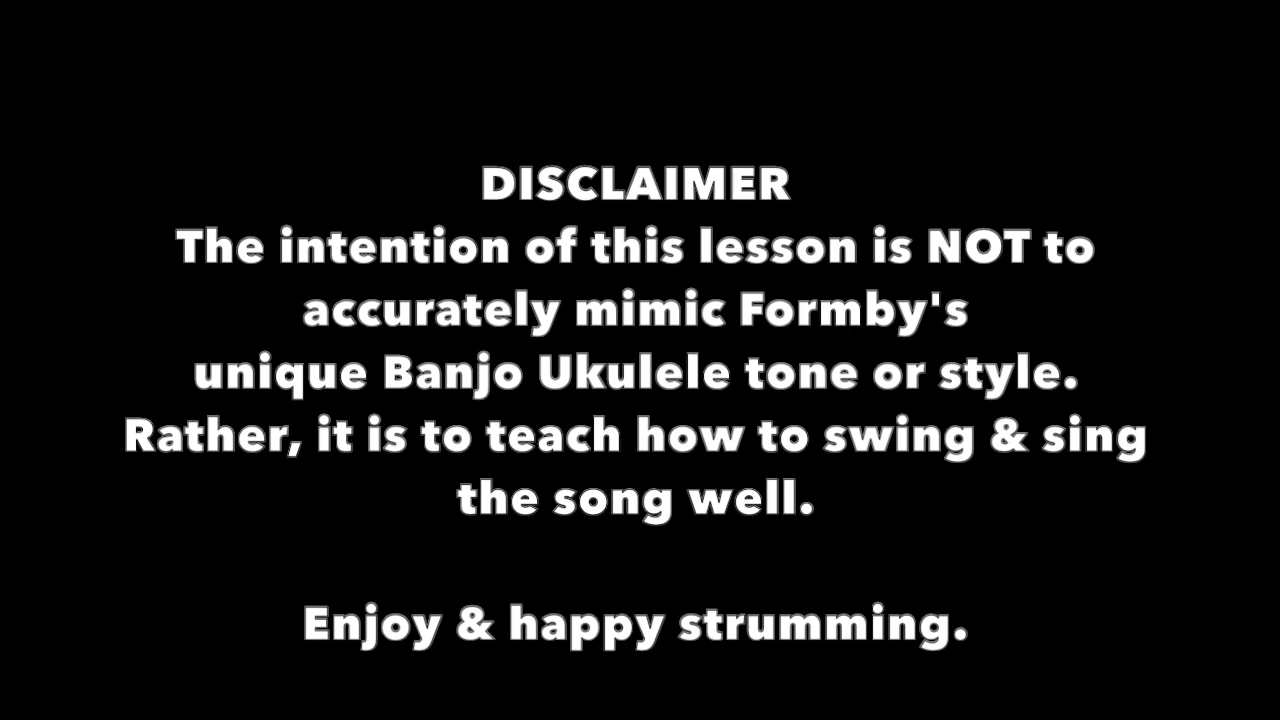 DISCLAIMER
The intention of this lesson is NOT to
accurately mimic Formby's
unique Banjo Ukulele tone or style.
Rather, it is to teach how to swing & sing
the song well.
Enjoy & happy strumming.